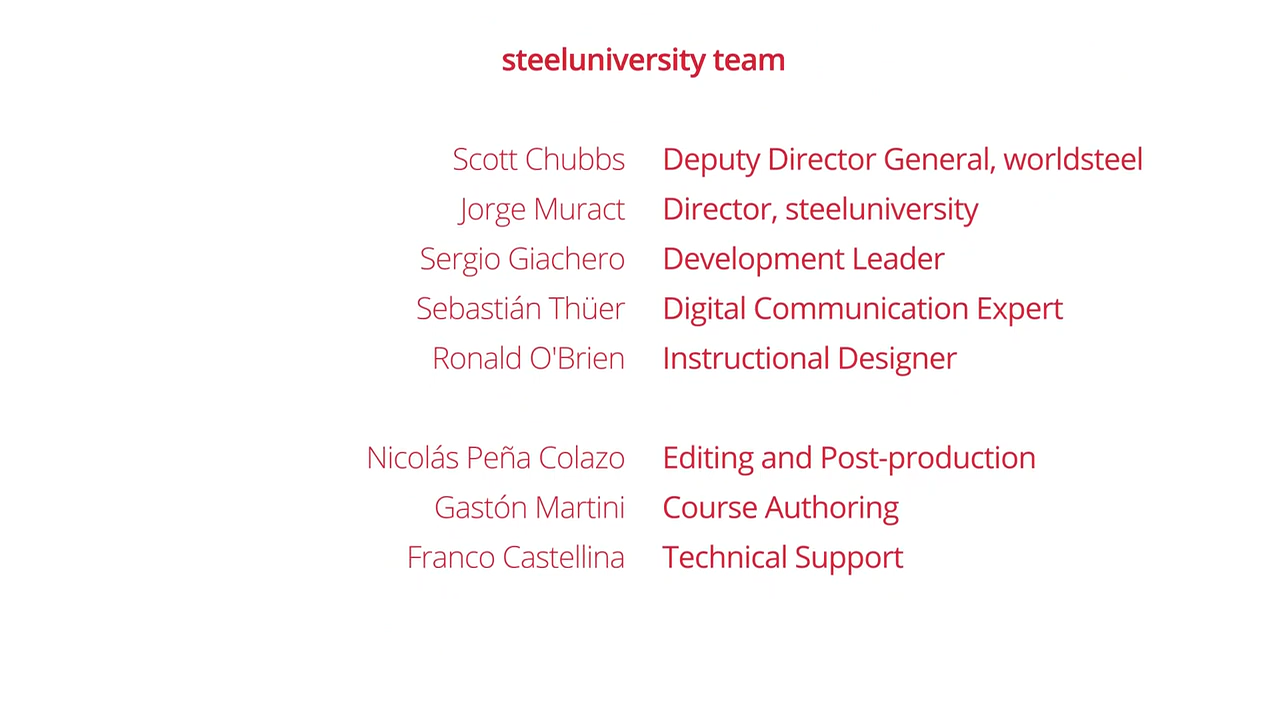 steeluniversity team
Scott Chubbs Deputy Director General, worldsteel
Jorge Muract Director, steeluniversity
Sergio Giachero Development Leader
Sebastián Thüer Digital Communication Expert
Ronald O'Brien Instructional Designer
Nicolás Peña Colazo Editing and Post-production
Gastón Martini Course Authoring
Franco Castellina Technical Support